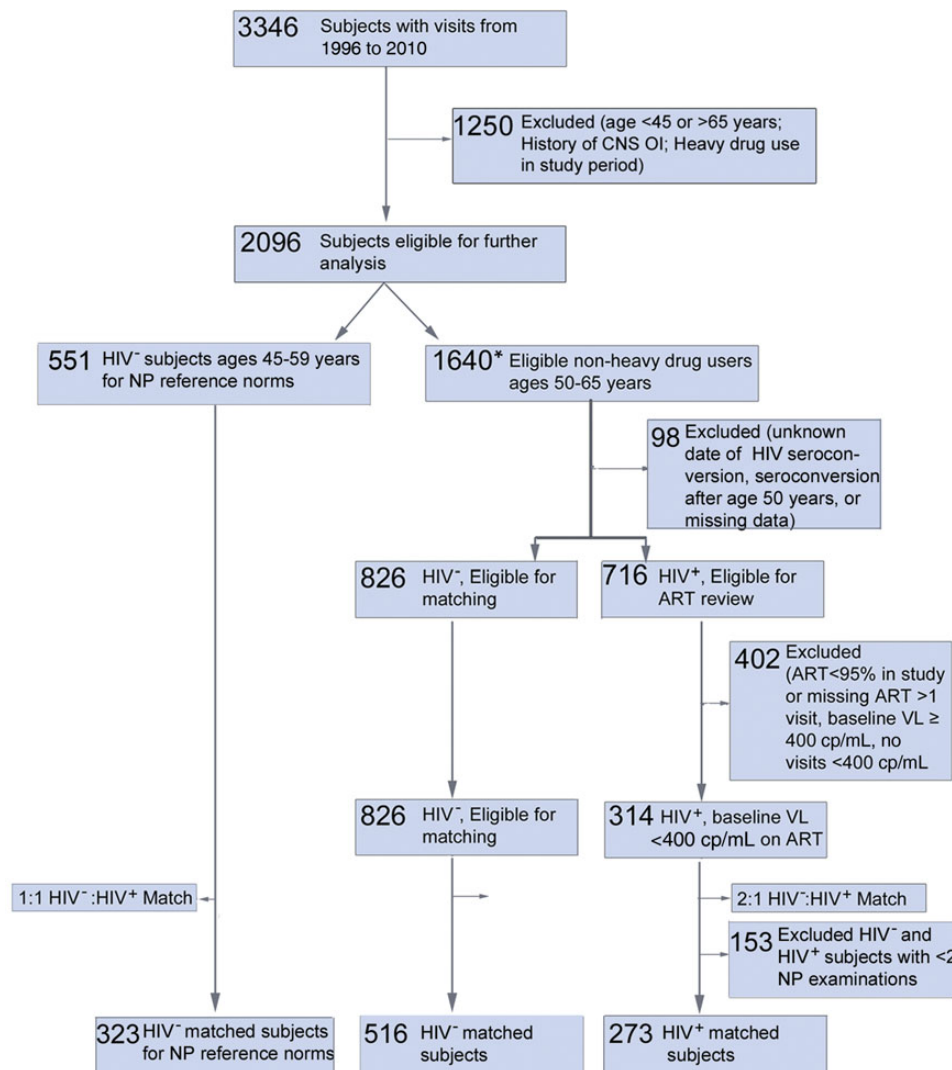 3346 Subjects with visits from
1996 to 2010
1250 Excluded (age <45 or >65 years;
History of CNS OI; Heavy drug use
in study period)
2096 Subjects eligible for further
analysis
551 HIV⁻ subjects ages 45-59 years
for NP reference norms
1640* Eligible non-heavy drug users
ages 50-65 years
98 Excluded (unknown
date of HIV serocon-
version, seroconversion
after age 50 years, or
missing data)
826 HIV⁻, Eligible for
matching
716 HIV⁺, Eligible for
ART review
402 Excluded
(ART<95% in study
or missing ART >1
visit, baseline VL ≥
400 cp/mL, no
visits <400 cp/mL
826 HIV⁻, Eligible for
matching
314 HIV⁺, baseline VL
<400 cp/mL on ART
1:1 HIV⁻:HIV⁺ Match
2:1 HIV⁻:HIV⁺ Match
153 Excluded HIV⁻ and
HIV⁺ subjects with <2
NP examinations
323 HIV⁻ matched subjects
for NP reference norms
516 HIV⁻ matched
subjects
273 HIV⁺ matched
subjects